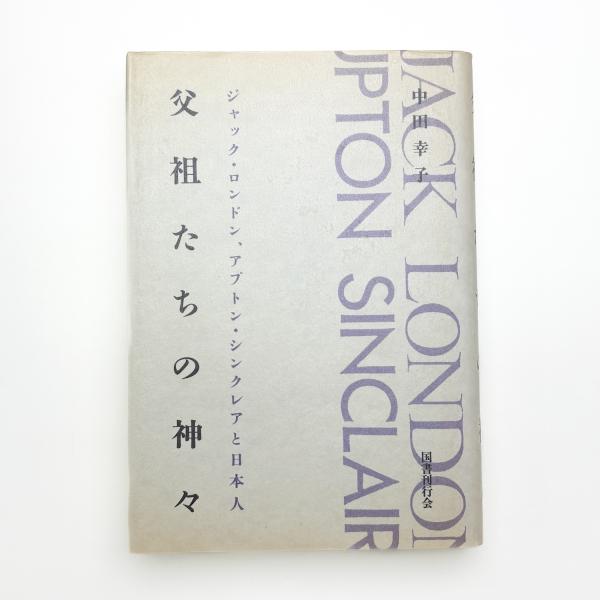 JACK LONDON
UPTON SINCLAIR
中田幸子
ジャック・ロンドン、アプトン・シンクレアと日本人
父祖たちの神々
国書刊行会